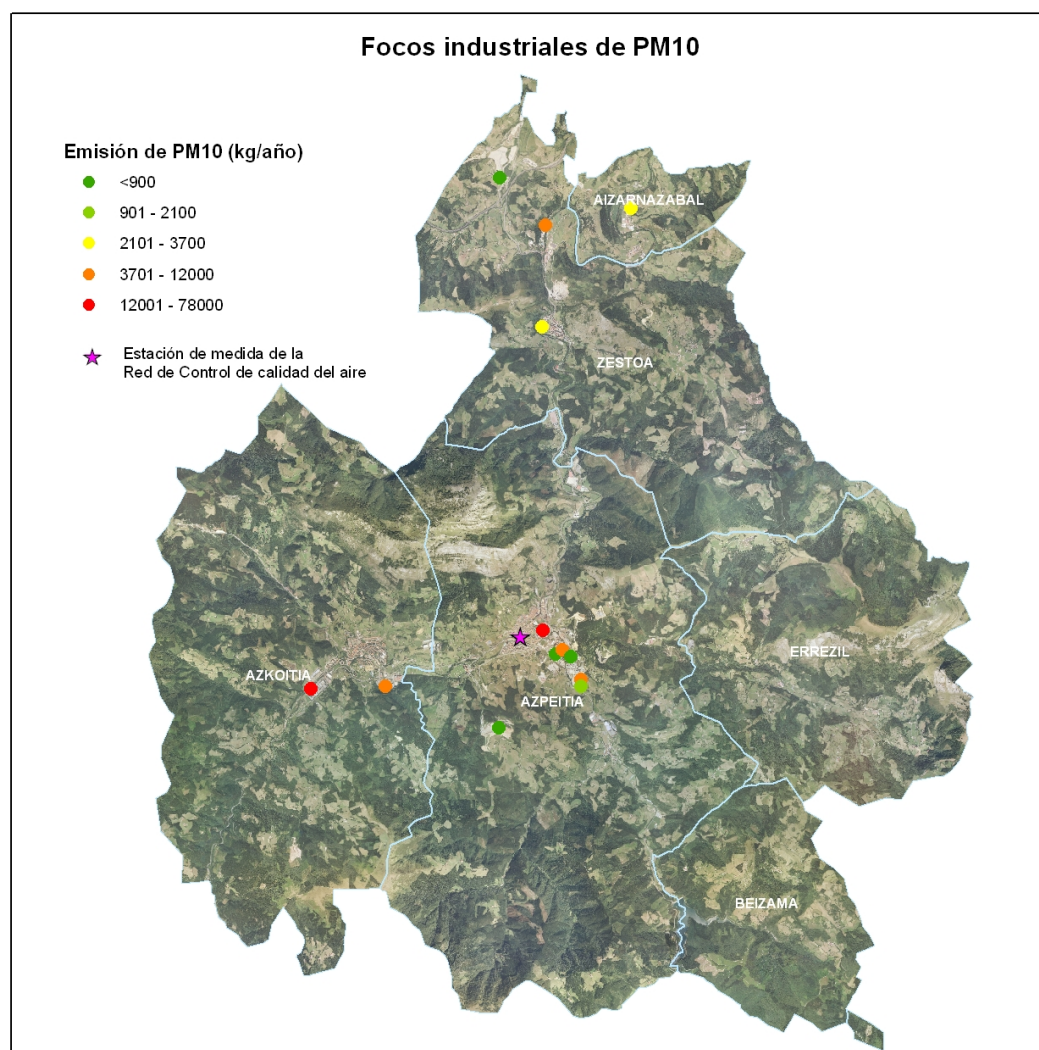 Focos industriales de PM10
Emisión de PM10 (kg/año)
<900
901 - 2100
2101 - 3700
3701 - 12000
12001 - 78000
Estación de medida de la
Red de Control de calidad del aire
AIZARNAZABAL
ZESTOA
ERREZIL
AZKOITIA
AZPEITIA
BEIZAMA